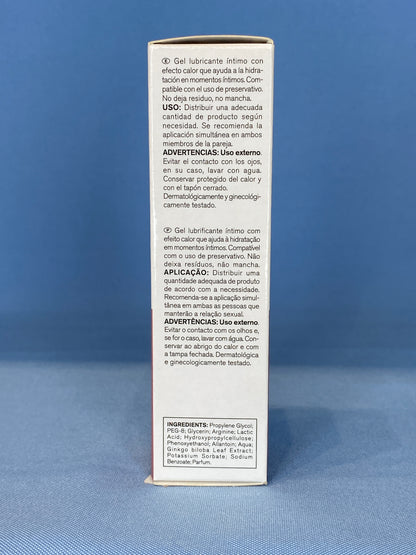 Ⓔ Gel lubricante íntimo con
efecto calor que ayuda a la hidra-
tación en momentos íntimos. Com-
patible con el uso de preservativo.
No deja residuo, no mancha.
USO: Distribuir una adecuada
cantidad de producto según
necesidad. Se recomienda la
aplicación simultánea en ambos
miembros de la pareja.
ADVERTENCIAS: Uso externo.
Evitar el contacto con los ojos,
en su caso, lavar con agua.
Conservar protegido del calor y
con el tapón cerrado.
Dermatológicamente y ginecológi-
camente testado.
Ⓟ Gel lubrificante íntimo com
efeito calor que ajuda à hidratação
em momentos íntimos. Compatível
com o uso de preservativo. Não
deixa resíduos, não mancha.
APLICAÇÃO: Distribuir uma
quantidade adequada de produto
de acordo com a necessidade.
Recomenda-se a aplicação simul-
tânea em ambas as pessoas que
manterão a relação sexual.
ADVERTÊNCIAS: Uso externo.
Evitar o contacto com os olhos e,
se for o caso, lavar com água. Con-
servar ao abrigo do calor e com
a tampa fechada. Dermatológica
e ginecologicamente testado.
INGREDIENTS: Propylene Glycol;
PEG-8; Glycerin; Arginine; Lactic
Acid; Hydroxypropylcellulose;
Phenoxyethanol; Allantoin; Aqua;
Ginkgo biloba Leaf Extract;
Potassium Sorbate; Sodium
Benzoate; Parfum.